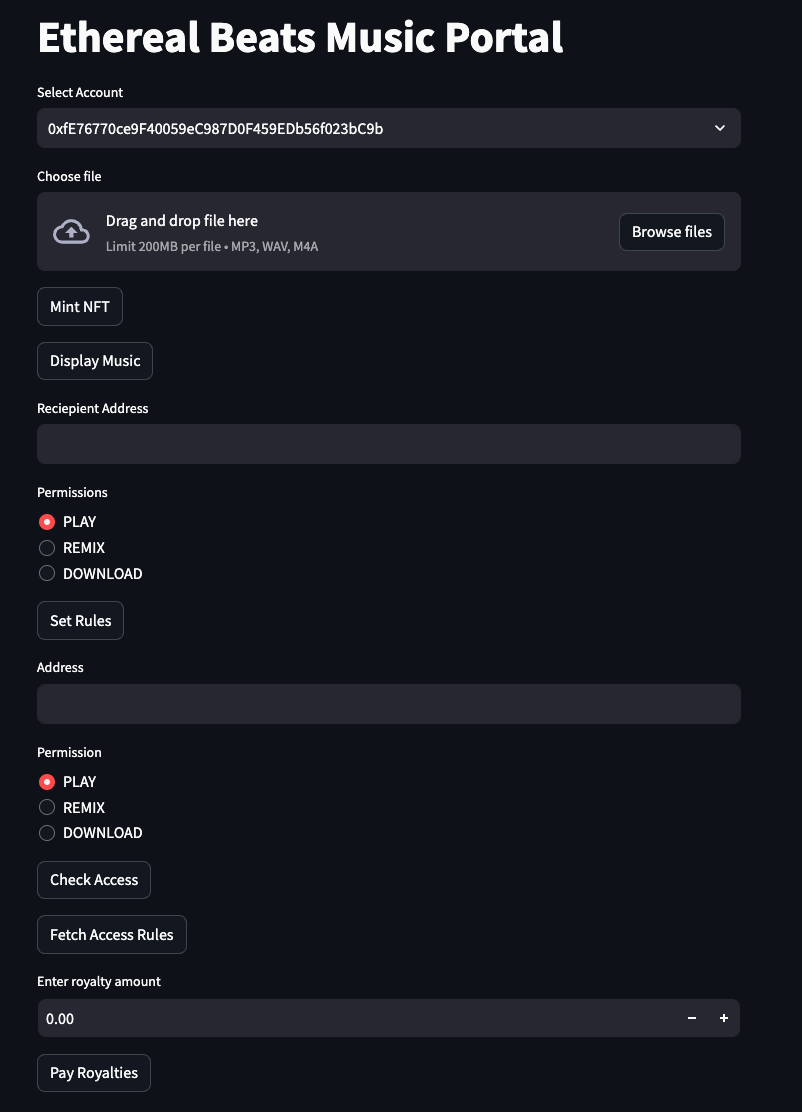 Ethereal Beats Music Portal
Select Account
0xfE76770ce9F40059eC987D0F459EDb56f023bC9b
Choose file
Drag and drop file here
Limit 200MB per file • MP3, WAV, M4A
Browse files
Mint NFT
Display Music
Reciepient Address
Permissions
PLAY
REMIX
DOWNLOAD
Set Rules
Address
Permission
PLAY
REMIX
DOWNLOAD
Check Access
Fetch Access Rules
Enter royalty amount
0.00
Pay Royalties